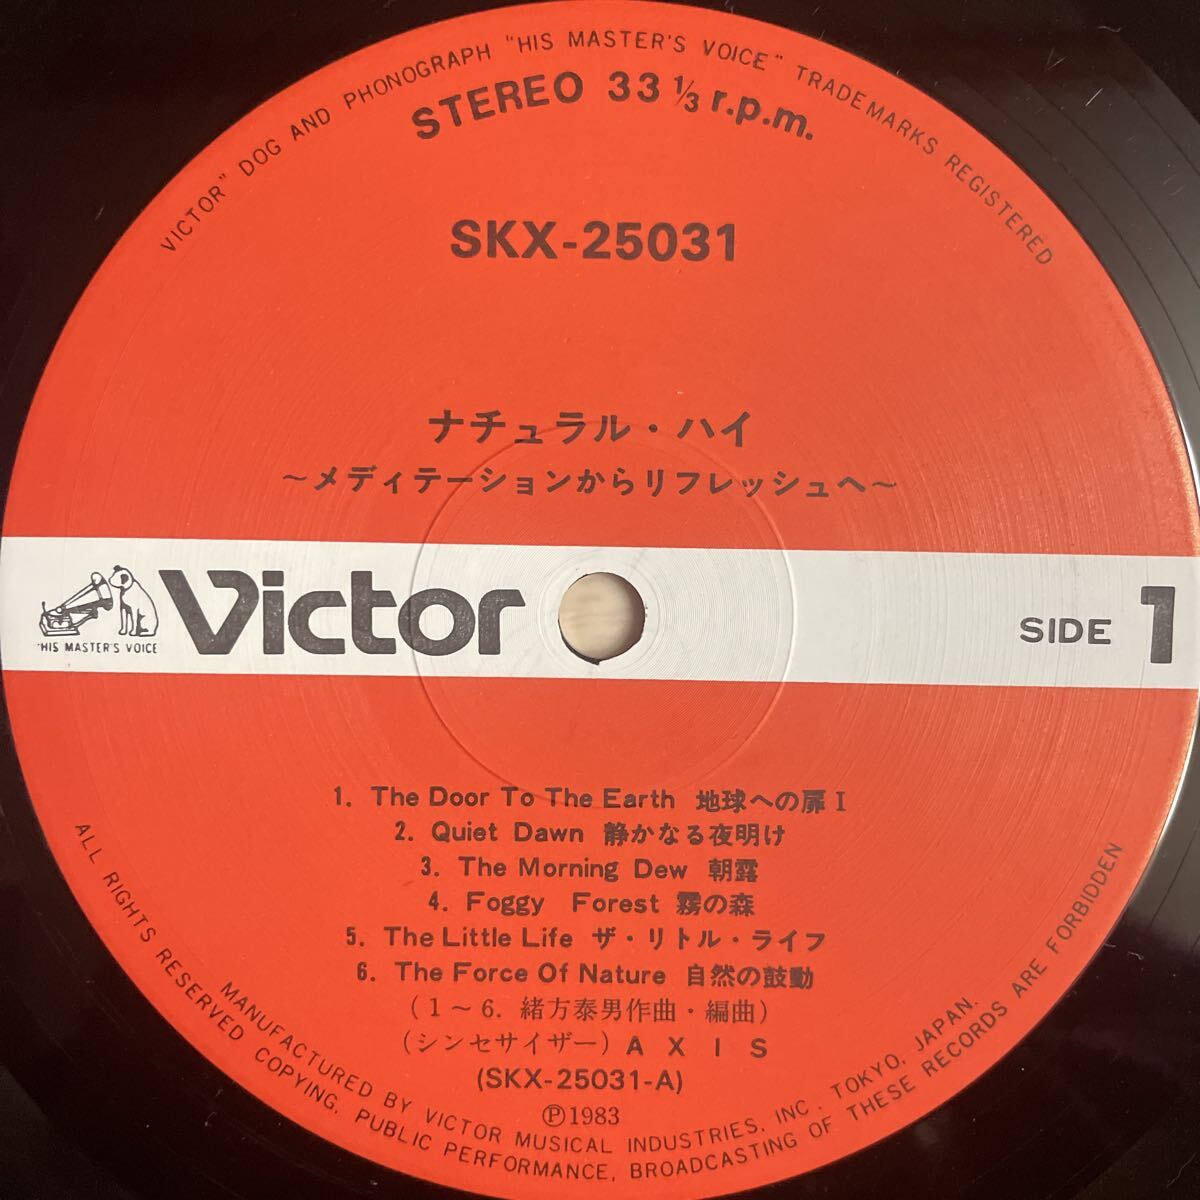 VICTOR" DOG AND PHONOGRAPH "HIS MASTER'S VOICE" TRADEMARKS REGISTERED
STEREO 33 1/3 r.p.m.
SKX-25031
ナチュラル・ハイ
～メディテーションからリフレッシュへ～
"HIS MASTER'S VOICE
Victor
SIDE 1
1. The Door To The Earth 地球への扉I
2. Quiet Dawn 静かなる夜明け
3. The Morning Dew 朝露
4. Foggy Forest 霧の森
5. The Little Life ザ・リトル・ライフ
6. The Force Of Nature 自然の鼓動
(1～6. 緒方泰男作曲・編曲)
(シンセサイザー) AXIS
(SKX-25031-A)
℗1983
MANUFACTURED BY VICTOR MUSICAL INDUSTRIES, INC. TOKYO, JAPAN.
ALL RIGHTS RESERVED COPYING, PUBLIC PERFORMANCE, BROADCASTING OF THESE RECORDS ARE FORBIDDEN